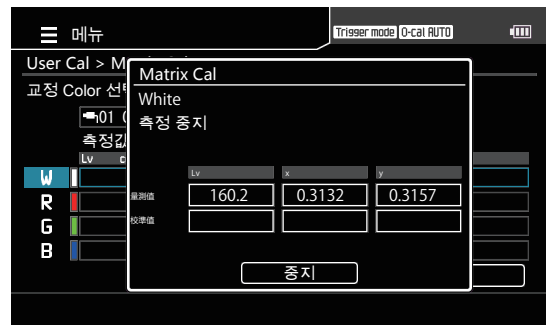 메뉴
Trigger mode 0-cal AUTO
User Cal > M
교정 Color 선
01
측정값
Lv
W
R
G
B
Matrix Cal
White
측정 중지
Lv x y
量測值 160.2 0.3132 0.3157
校準值
중지